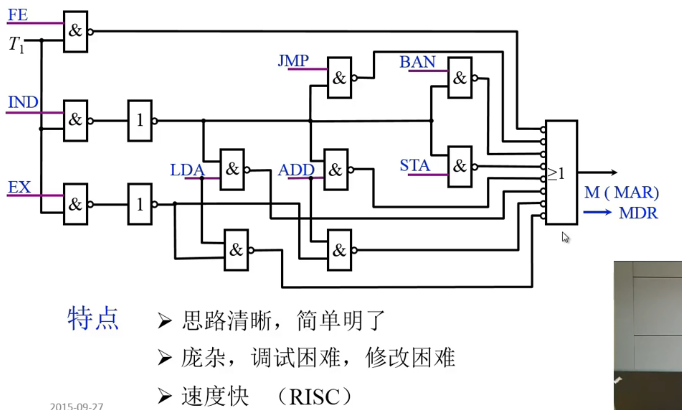 FE
T1
&
JMP
&
BAN
&
IND
&
1
EX
&
1
LDA
&
ADD
&
STA
&
≥1
M ( MAR)
MDR
&
&
特点
➢ 思路清晰，简单明了
➢ 庞杂，调试困难，修改困难
➢ 速度快 （RISC）
2015-09-27